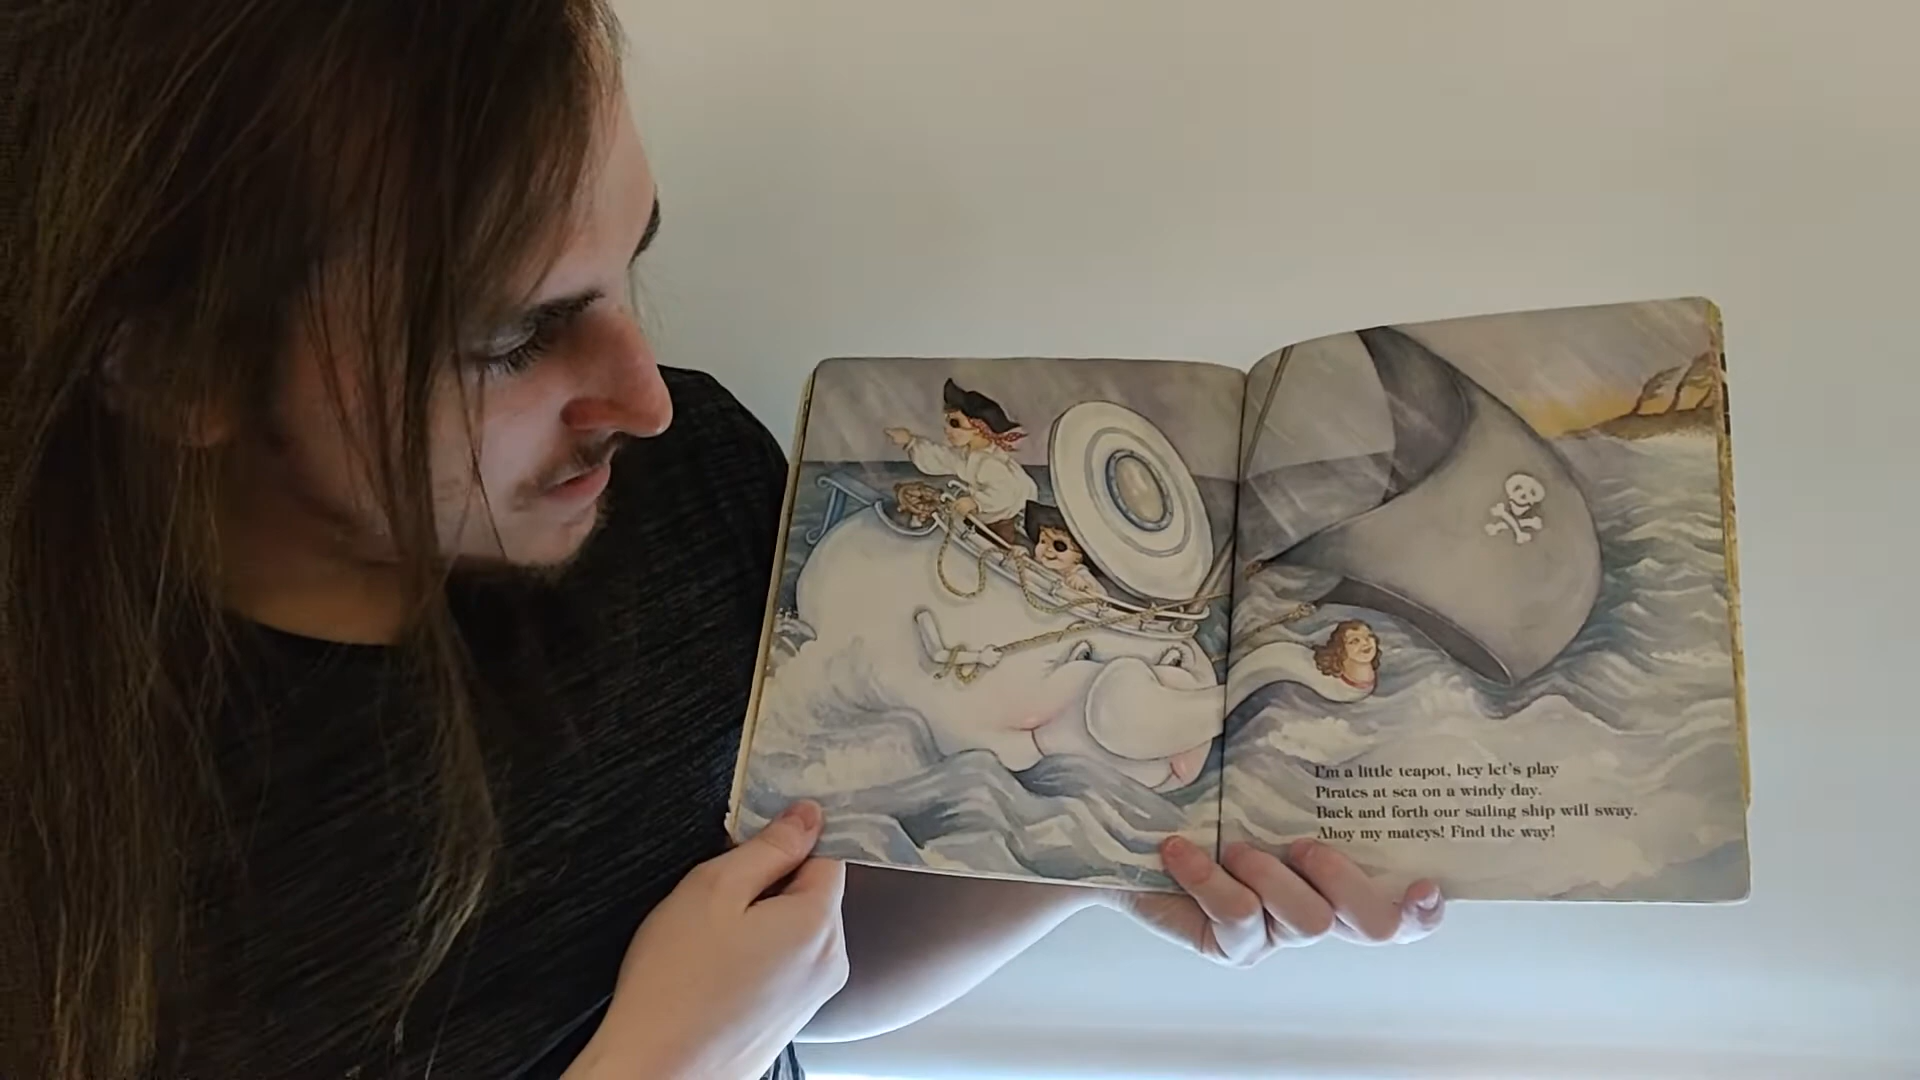 I'm a little teapot, hey let's play
Pirates at sea on a windy day.
Back and forth our sailing ship will sway.
Ahoy my mateys! Find the way!